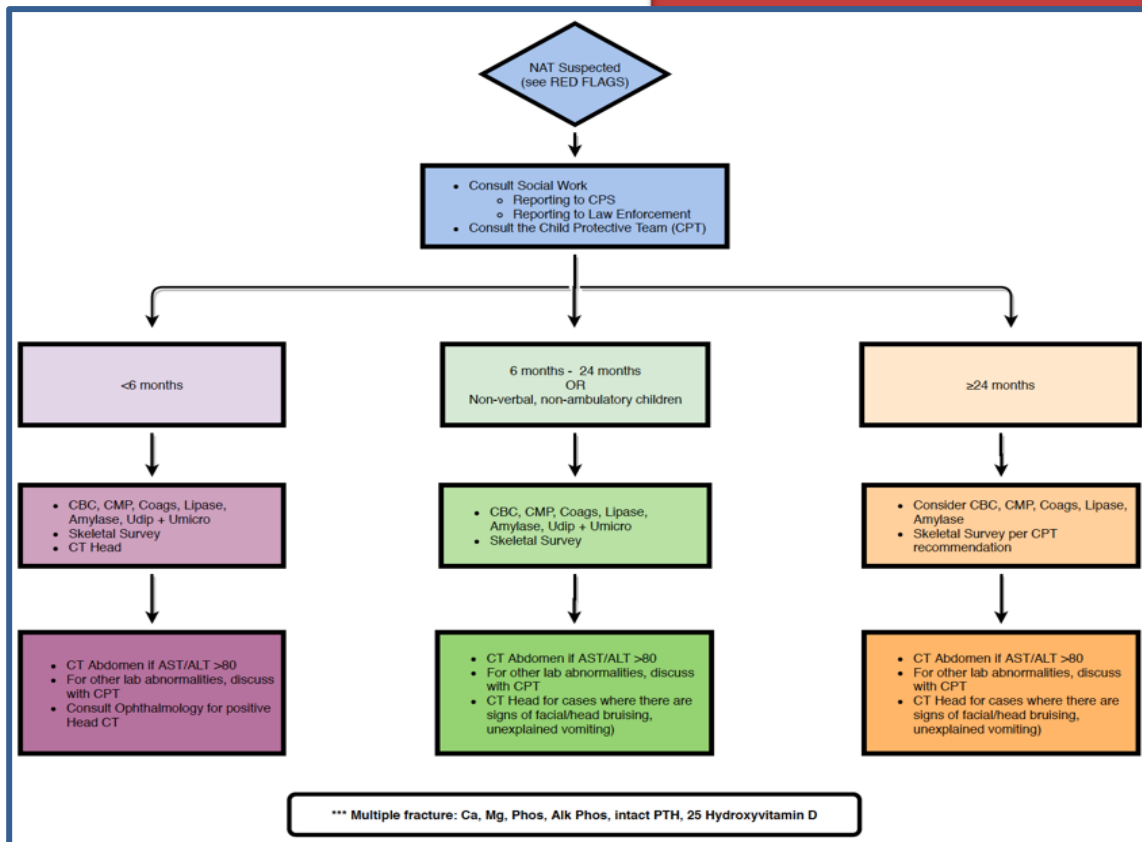 NAT Suspected
(see RED FLAGS)
• Consult Social Work
o Reporting to CPS
o Reporting to Law Enforcement
• Consult the Child Protective Team (CPT)
<6 months
6 months - 24 months
OR
Non-verbal, non-ambulatory children
≥24 months
• CBC, CMP, Coags, Lipase,
Amylase, Udip + Umicro
• Skeletal Survey
• CT Head
• CBC, CMP, Coags, Lipase,
Amylase, Udip + Umicro
• Skeletal Survey
• Consider CBC, CMP, Coags, Lipase,
Amylase
• Skeletal Survey per CPT
recommendation
• CT Abdomen if AST/ALT >80
• For other lab abnormalities, discuss
with CPT
• Consult Ophthalmology for positive
Head CT
• CT Abdomen if AST/ALT >80
• For other lab abnormalities, discuss
with CPT
• CT Head for cases where there are
signs of facial/head bruising,
unexplained vomiting)
• CT Abdomen if AST/ALT >80
• For other lab abnormalities, discuss
with CPT
• CT Head for cases where there are
signs of facial/head bruising,
unexplained vomiting)
*** Multiple fracture: Ca, Mg, Phos, Alk Phos, intact PTH, 25 Hydroxyvitamin D